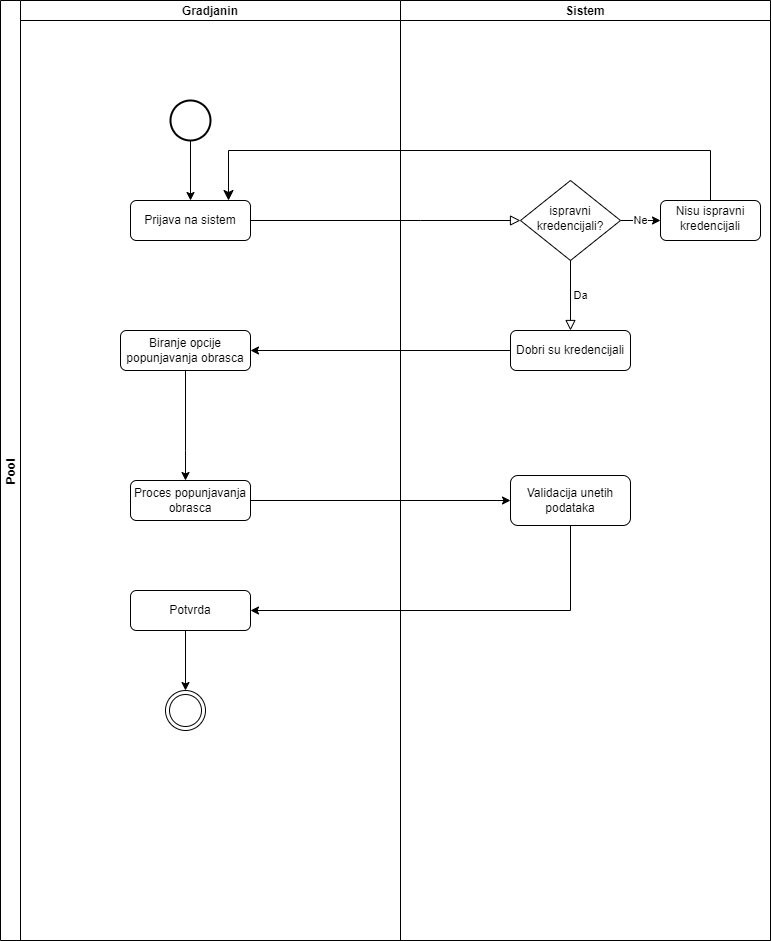 Gradjanin
Sistem
Pool
Prijava na sistem
ispravni
kredencijali?
Ne
Nisu ispravni
kredencijali
Da
Biranje opcije
popunjavanja obrasca
Dobri su kredencijali
Proces popunjavanja
obrasca
Validacija unetih
podataka
Potvrda